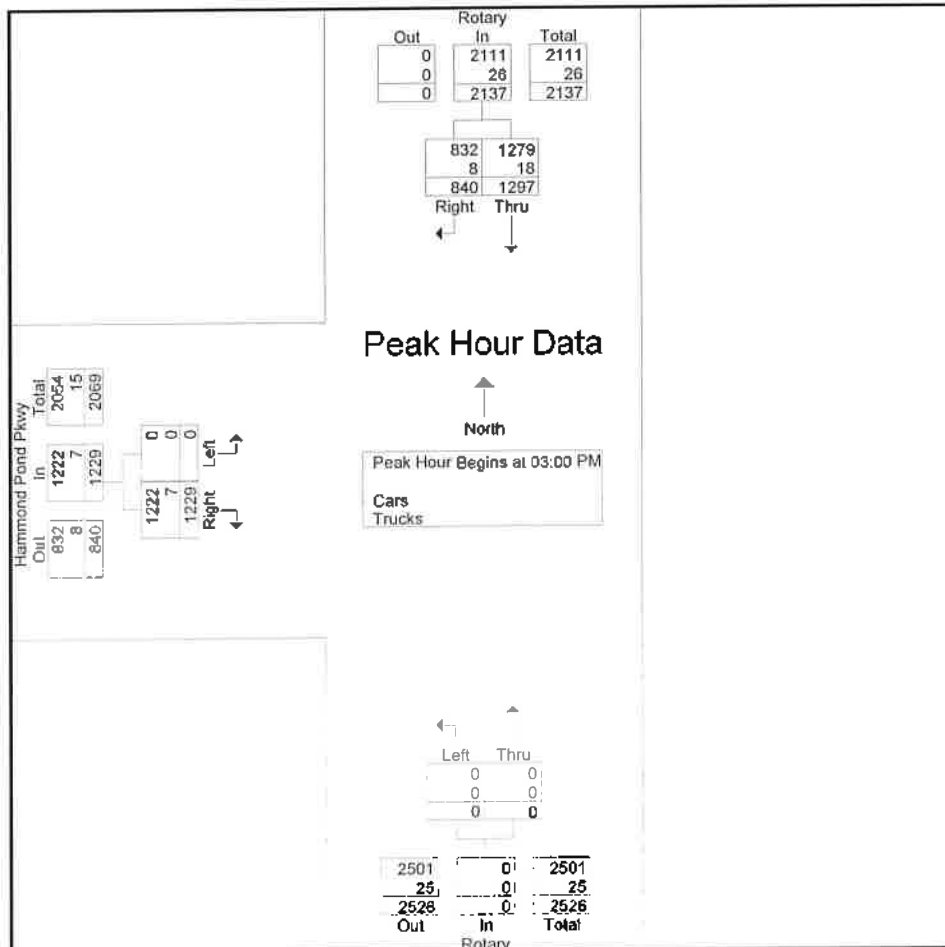 Rotary
Out In Total
0 2111 2111
0 26 26
0 2137 2137
832 1279
8 18
840 1297
Right Thru
Peak Hour Data
North
Peak Hour Begins at 03:00 PM
Cars
Trucks
Hammond Pond Pkwy
Out In Total
832 1222 2054
8 7 15
840 1229 2069
Right Left
1222 0
7 0
1229 0
Left Thru
0 0
0 0
0 0
2501 0 2501
25 0 25
2526 0 2526
Out In Total
Rotary